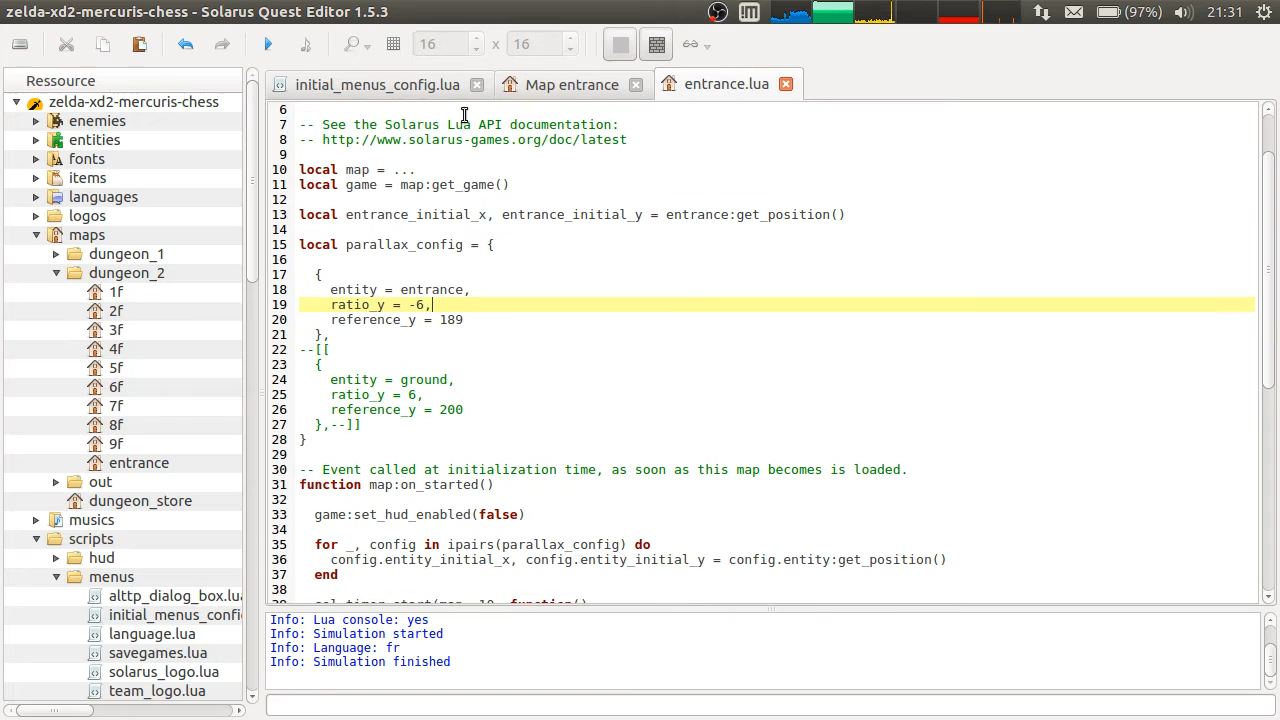 zelda-xd2-mercuris-chess - Solarus Quest Editor 1.5.3
(97%) 21:31
16 x 16
Ressource
zelda-xd2-mercuris-chess
enemies
entities
fonts
items
languages
logos
maps
dungeon_1
dungeon_2
1f
2f
3f
4f
5f
6f
7f
8f
9f
entrance
out
dungeon_store
musics
scripts
hud
menus
alttp_dialog_box.lua
initial_menus_confi
language.lua
savegames.lua
solarus_logo.lua
team_logo.lua
initial_menus_config.lua
Map entrance
entrance.lua
6
7 -- See the Solarus Lua API documentation:
8 -- http://www.solarus-games.org/doc/latest
9
10 local map = ...
11 local game = map:get_game()
12
13 local entrance_initial_x, entrance_initial_y = entrance:get_position()
14
15 local parallax_config = {
16
17 {
18 entity = entrance,
19 ratio_y = -6,
20 reference_y = 189
21 },
22 --[[
23 {
24 entity = ground,
25 ratio_y = 6,
26 reference_y = 200
27 },--]]
28 }
29
30 -- Event called at initialization time, as soon as this map becomes is loaded.
31 function map:on_started()
32
33 game:set_hud_enabled(false)
34
35 for _, config in ipairs(parallax_config) do
36 config.entity_initial_x, config.entity_initial_y = config.entity:get_position()
37 end
38
39 sol.timer.start(map, 10, function()
Info: Lua console: yes
Info: Simulation started
Info: Language: fr
Info: Simulation finished